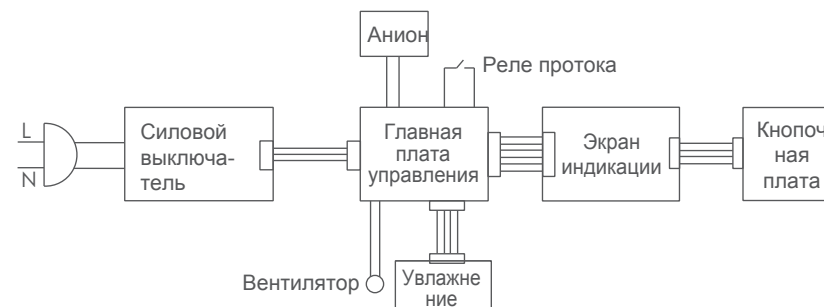 Анион
Реле протока
L
N
Силовой
выключа-
тель
Главная
плата
управления
Экран
индикации
Кнопоч
ная
плата
Вентилятор
Увлажне
ние